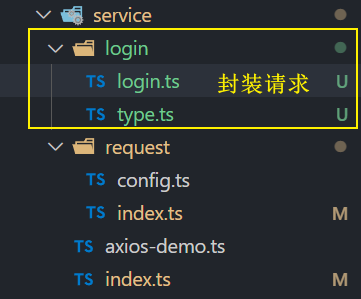 service
login
TS login.ts 封装请求 U
TS type.ts U
request
TS config.ts
TS index.ts M
TS axios-demo.ts
TS index.ts M